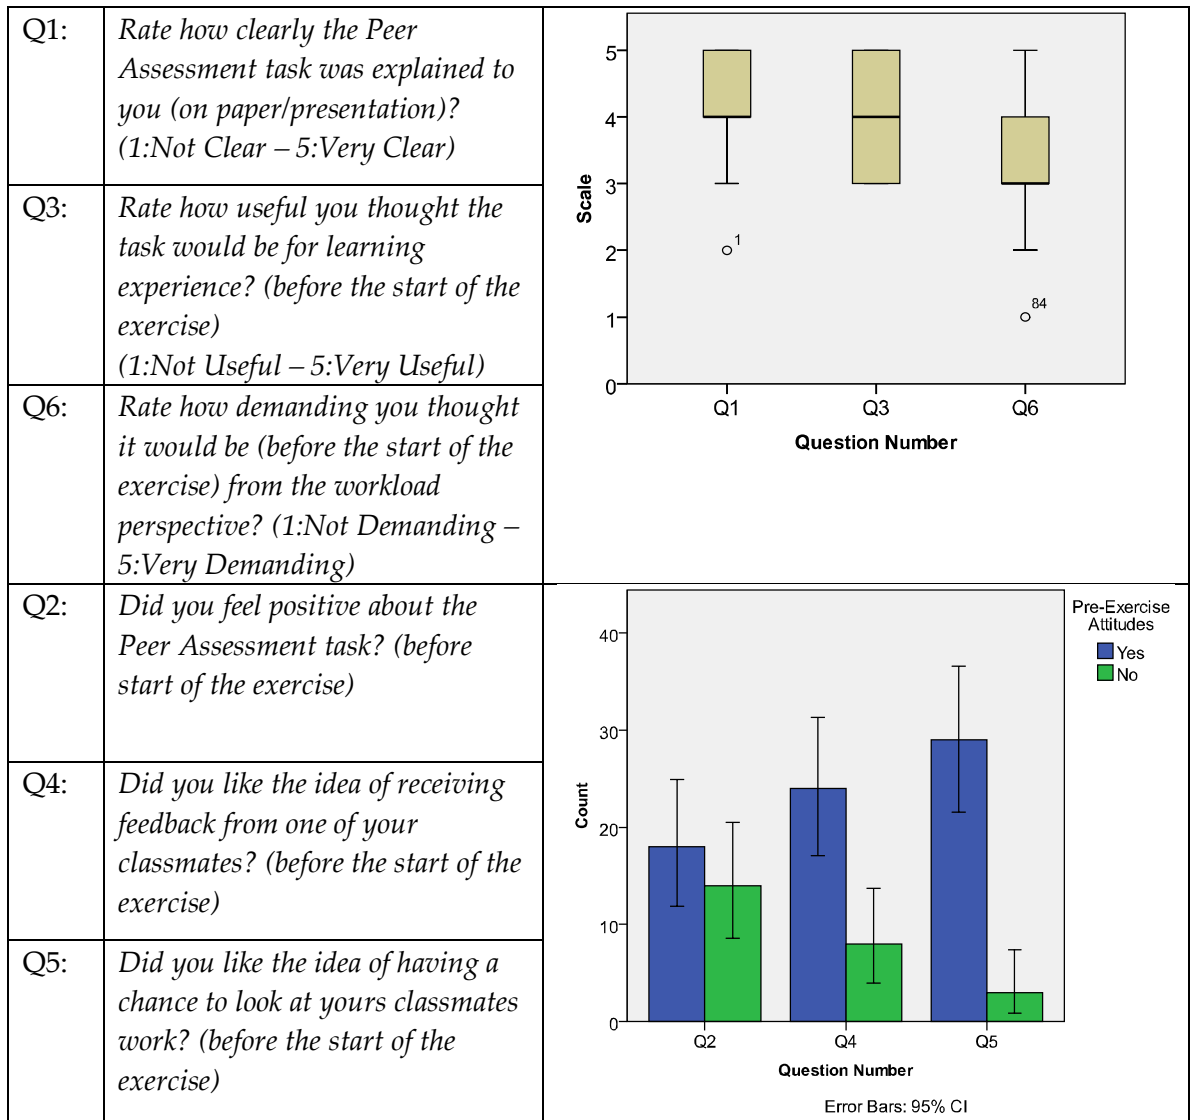 Q1:
Rate how clearly the Peer
Assessment task was explained to
you (on paper/presentation)?
(1:Not Clear – 5:Very Clear)
Q3:
Rate how useful you thought the
task would be for learning
experience? (before the start of the
exercise)
(1:Not Useful – 5:Very Useful)
Q6:
Rate how demanding you thought
it would be (before the start of the
exercise) from the workload
perspective? (1:Not Demanding –
5:Very Demanding)
5
4
3
2
1
0
Scale
1
84
Q1 Q3 Q6
Question Number
Q2:
Did you feel positive about the
Peer Assessment task? (before
start of the exercise)
Q4:
Did you like the idea of receiving
feedback from one of your
classmates? (before the start of the
exercise)
Q5:
Did you like the idea of having a
chance to look at yours classmates
work? (before the start of the
exercise)
Pre-Exercise
Attitudes
Yes
No
40
30
20
10
0
Count
Q2 Q4 Q5
Question Number
Error Bars: 95% CI